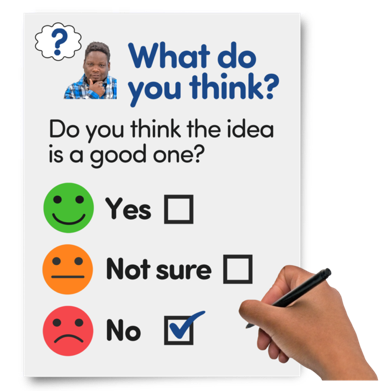 ?
What do
you think?
Do you think the idea
is a good one?
Yes
Not sure
No